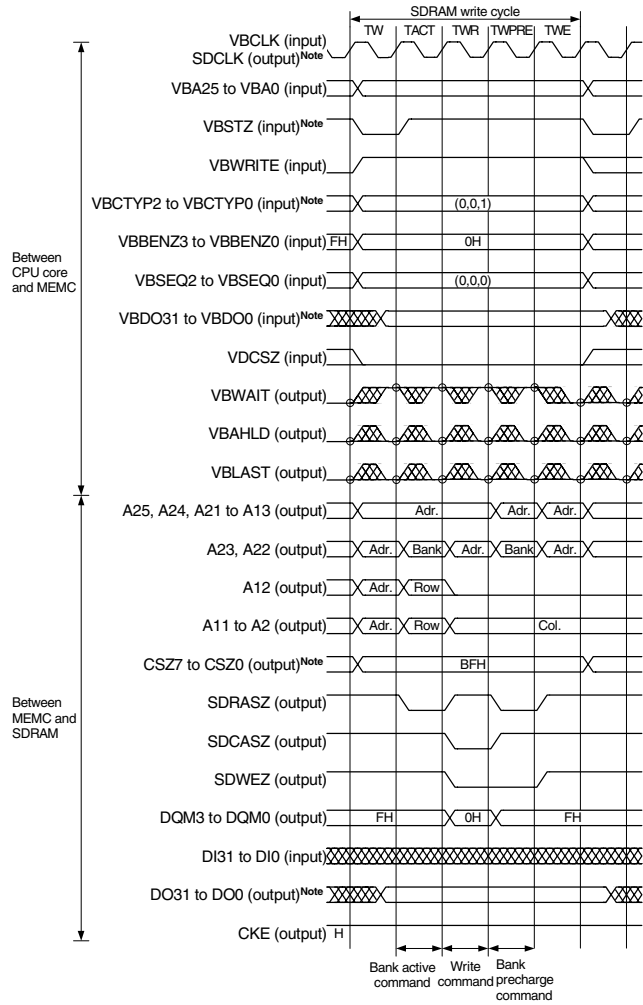 SDRAM write cycle
TW TACT TWR TWPRE TWE
VBCLK (input)
SDCLK (output)Note
VBA25 to VBA0 (input)
VBSTZ (input)Note
VBWRITE (input)
VBCTYP2 to VBCTYP0 (input)Note (0,0,1)
VBBENZ3 to VBBENZ0 (input) FH 0H
VBSEQ2 to VBSEQ0 (input) (0,0,0)
VBDO31 to VBDO0 (input)Note
VDCSZ (input)
VBWAIT (output)
VBAHLD (output)
VBLAST (output)
Between
CPU core
and MEMC
A25, A24, A21 to A13 (output) Adr. Adr. Adr.
A23, A22 (output) Adr. Bank Adr. Bank Adr.
A12 (output) Adr. Row
A11 to A2 (output) Adr. Row Col.
CSZ7 to CSZ0 (output)Note BFH
SDRASZ (output)
SDCASZ (output)
SDWEZ (output)
DQM3 to DQM0 (output) FH 0H FH
DI31 to DI0 (input)
DO31 to DO0 (output)Note
CKE (output) H
Between
MEMC and
SDRAM
Bank active
command
Write
command
Bank
precharge
command